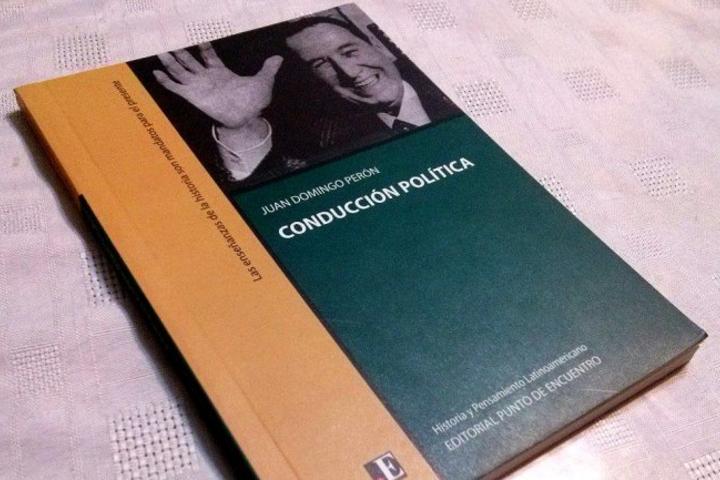 Las enseñanzas de la historia son mandatos para el presente
JUAN DOMINGO PERÓN
CONDUCCIÓN POLÍTICA
Historia y Pensamiento Latinoamericano
EDITORIAL PUNTO DE ENCUENTRO
E